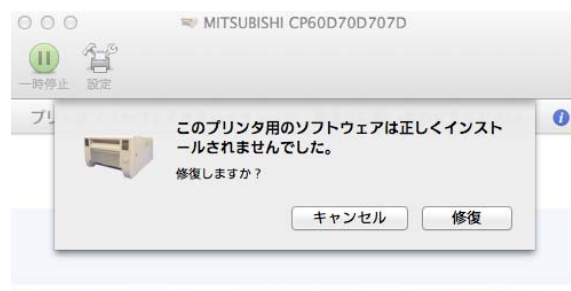 MITSUBISHI CP60D70D707D
一時停止 設定
プリ
このプリンタ用のソフトウェアは正しくインスト
ールされませんでした。
修復しますか？
キャンセル 修復